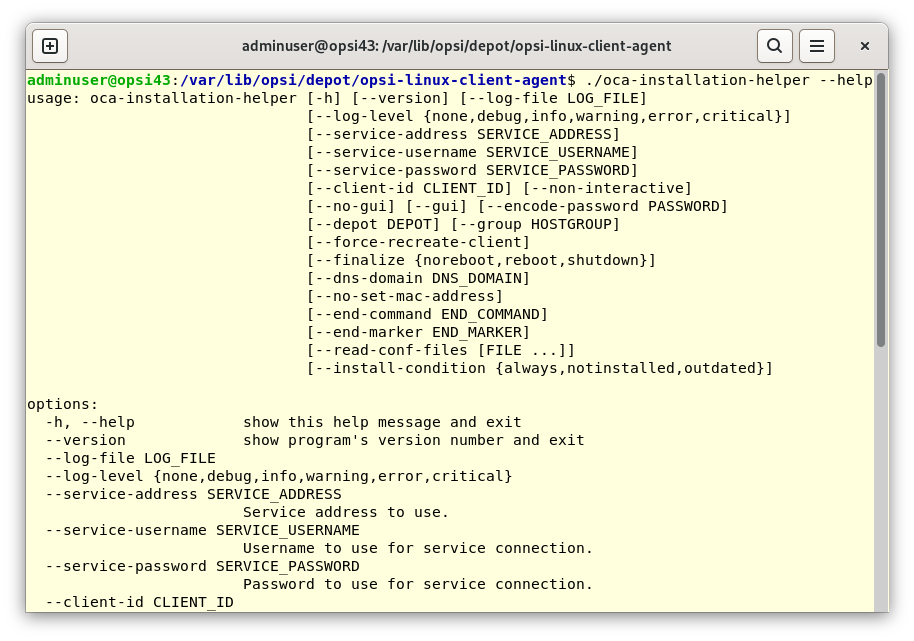 adminuser@opsi43: /var/lib/opsi/depot/opsi-linux-client-agent
adminuser@opsi43:/var/lib/opsi/depot/opsi-linux-client-agent$ ./oca-installation-helper --help
usage: oca-installation-helper [-h] [--version] [--log-file LOG_FILE]
                               [--log-level {none,debug,info,warning,error,critical}]
                               [--service-address SERVICE_ADDRESS]
                               [--service-username SERVICE_USERNAME]
                               [--service-password SERVICE_PASSWORD]
                               [--client-id CLIENT_ID] [--non-interactive]
                               [--no-gui] [--gui] [--encode-password PASSWORD]
                               [--depot DEPOT] [--group HOSTGROUP]
                               [--force-recreate-client]
                               [--finalize {noreboot,reboot,shutdown}]
                               [--dns-domain DNS_DOMAIN]
                               [--no-set-mac-address]
                               [--end-command END_COMMAND]
                               [--end-marker END_MARKER]
                               [--read-conf-files [FILE ...]]
                               [--install-condition {always,notinstalled,outdated}]

options:
  -h, --help            show this help message and exit
  --version             show program's version number and exit
  --log-file LOG_FILE
  --log-level {none,debug,info,warning,error,critical}
  --service-address SERVICE_ADDRESS
                        Service address to use.
  --service-username SERVICE_USERNAME
                        Username to use for service connection.
  --service-password SERVICE_PASSWORD
                        Password to use for service connection.
  --client-id CLIENT_ID